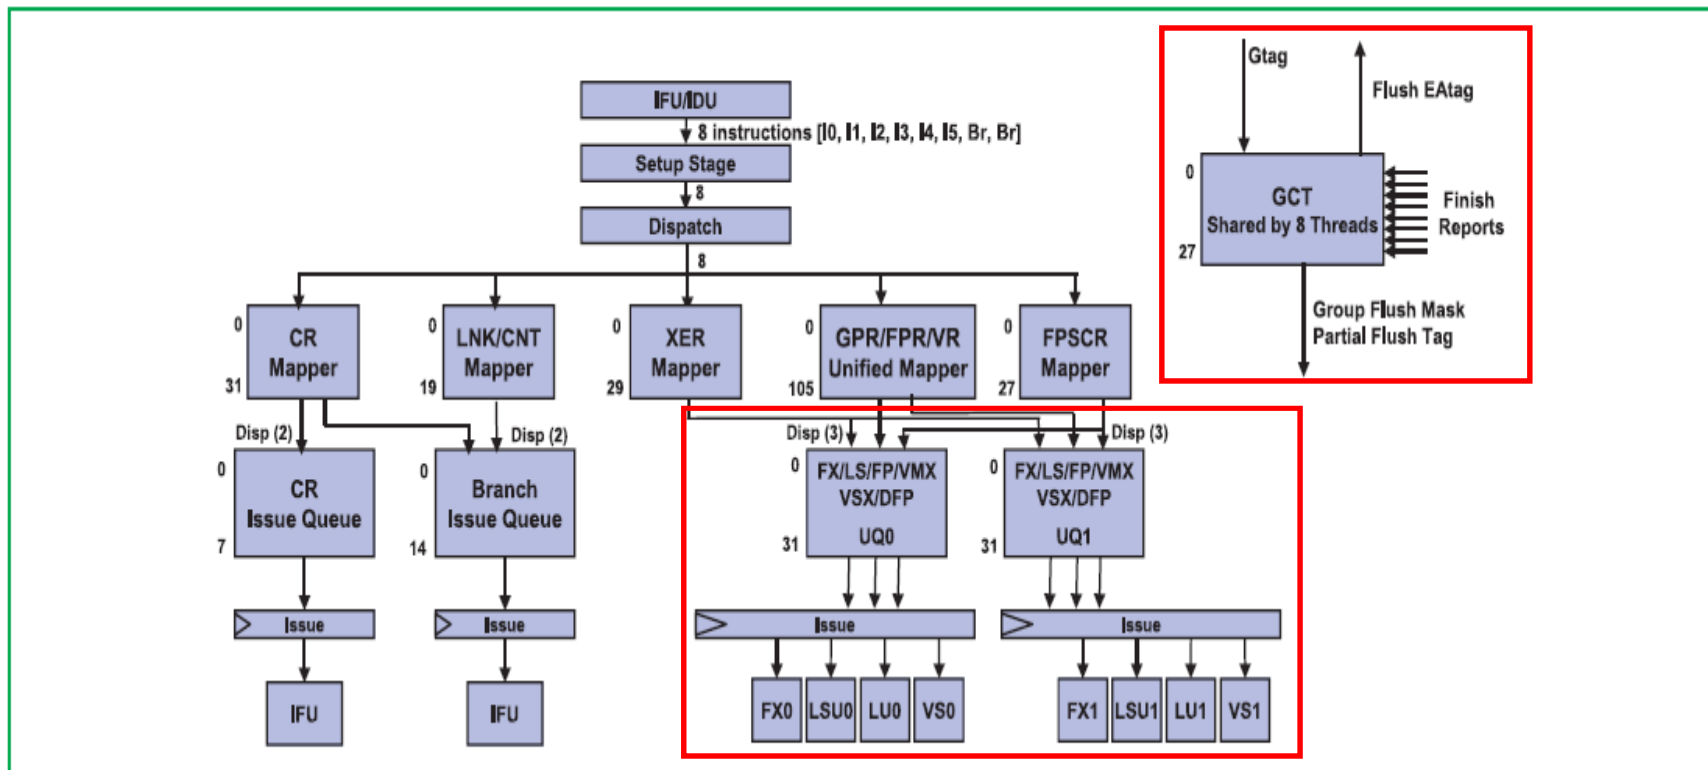 IFU/IDU
8 instructions [I0, I1, I2, I3, I4, I5, Br, Br]
Setup Stage
8
Dispatch
8
Gtag
Flush EAtag
0
GCT
Shared by 8 Threads
27
Finish
Reports
Group Flush Mask
Partial Flush Tag
0
CR
Mapper
31
0
LNK/CNT
Mapper
19
0
XER
Mapper
29
0
GPR/FPR/VR
Unified Mapper
105
0
FPSCR
Mapper
27
Disp (2)
Disp (2)
Disp (3)
Disp (3)
0
CR
Issue Queue
7
0
Branch
Issue Queue
14
0
FX/LS/FP/VMX
VSX/DFP
UQ0
31
0
FX/LS/FP/VMX
VSX/DFP
UQ1
31
Issue
Issue
Issue
Issue
IFU
IFU
FX0
LSU0
LU0
VS0
FX1
LSU1
LU1
VS1